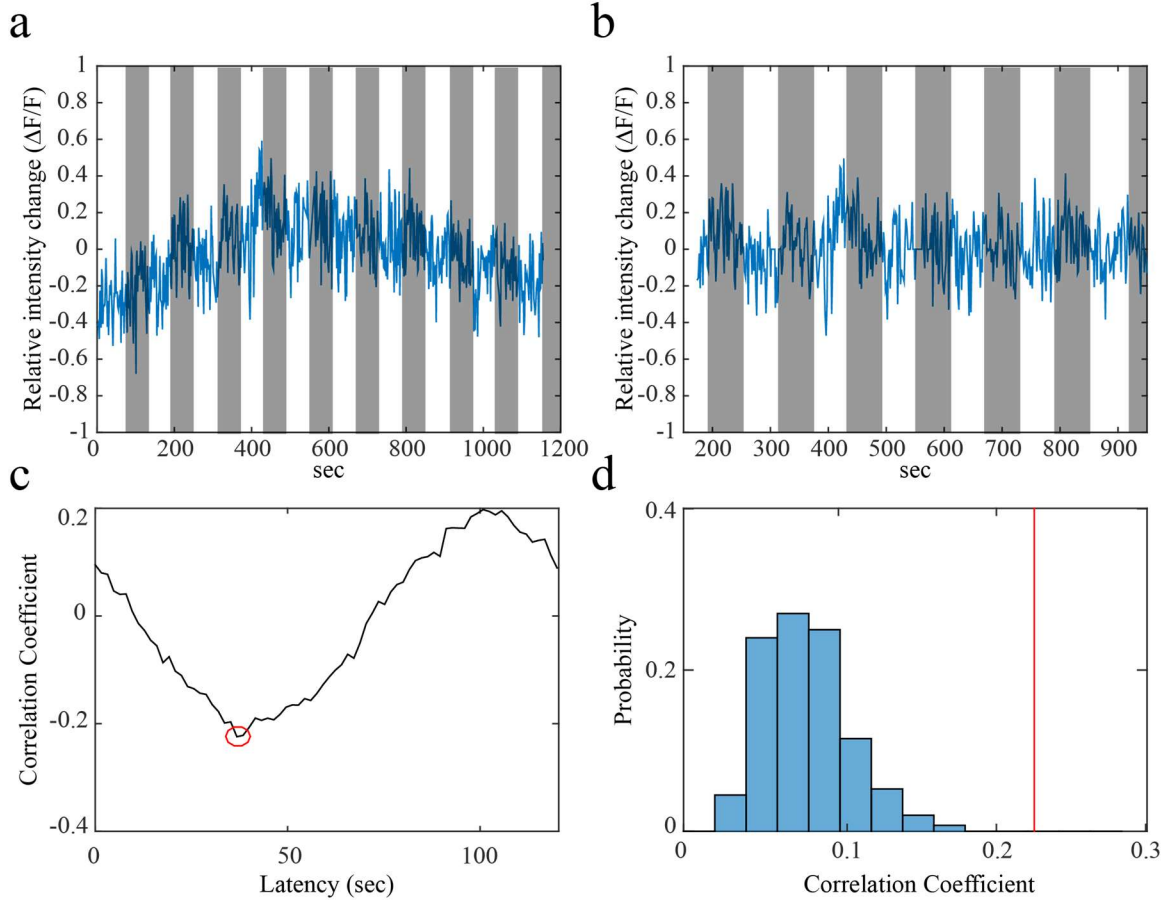 a
1
0.8
0.6
0.4
0.2
0
-0.2
-0.4
-0.6
-0.8
-1
Relative intensity change (ΔF/F)
0 200 400 600 800 1000 1200
sec
b
1
0.8
0.6
0.4
0.2
0
-0.2
-0.4
-0.6
-0.8
-1
Relative intensity change (ΔF/F)
200 300 400 500 600 700 800 900
sec
c
0.2
0
-0.2
-0.4
Correlation Coefficient
0 50 100
Latency (sec)
d
0.4
0.2
0
Probability
0 0.1 0.2 0.3
Correlation Coefficient